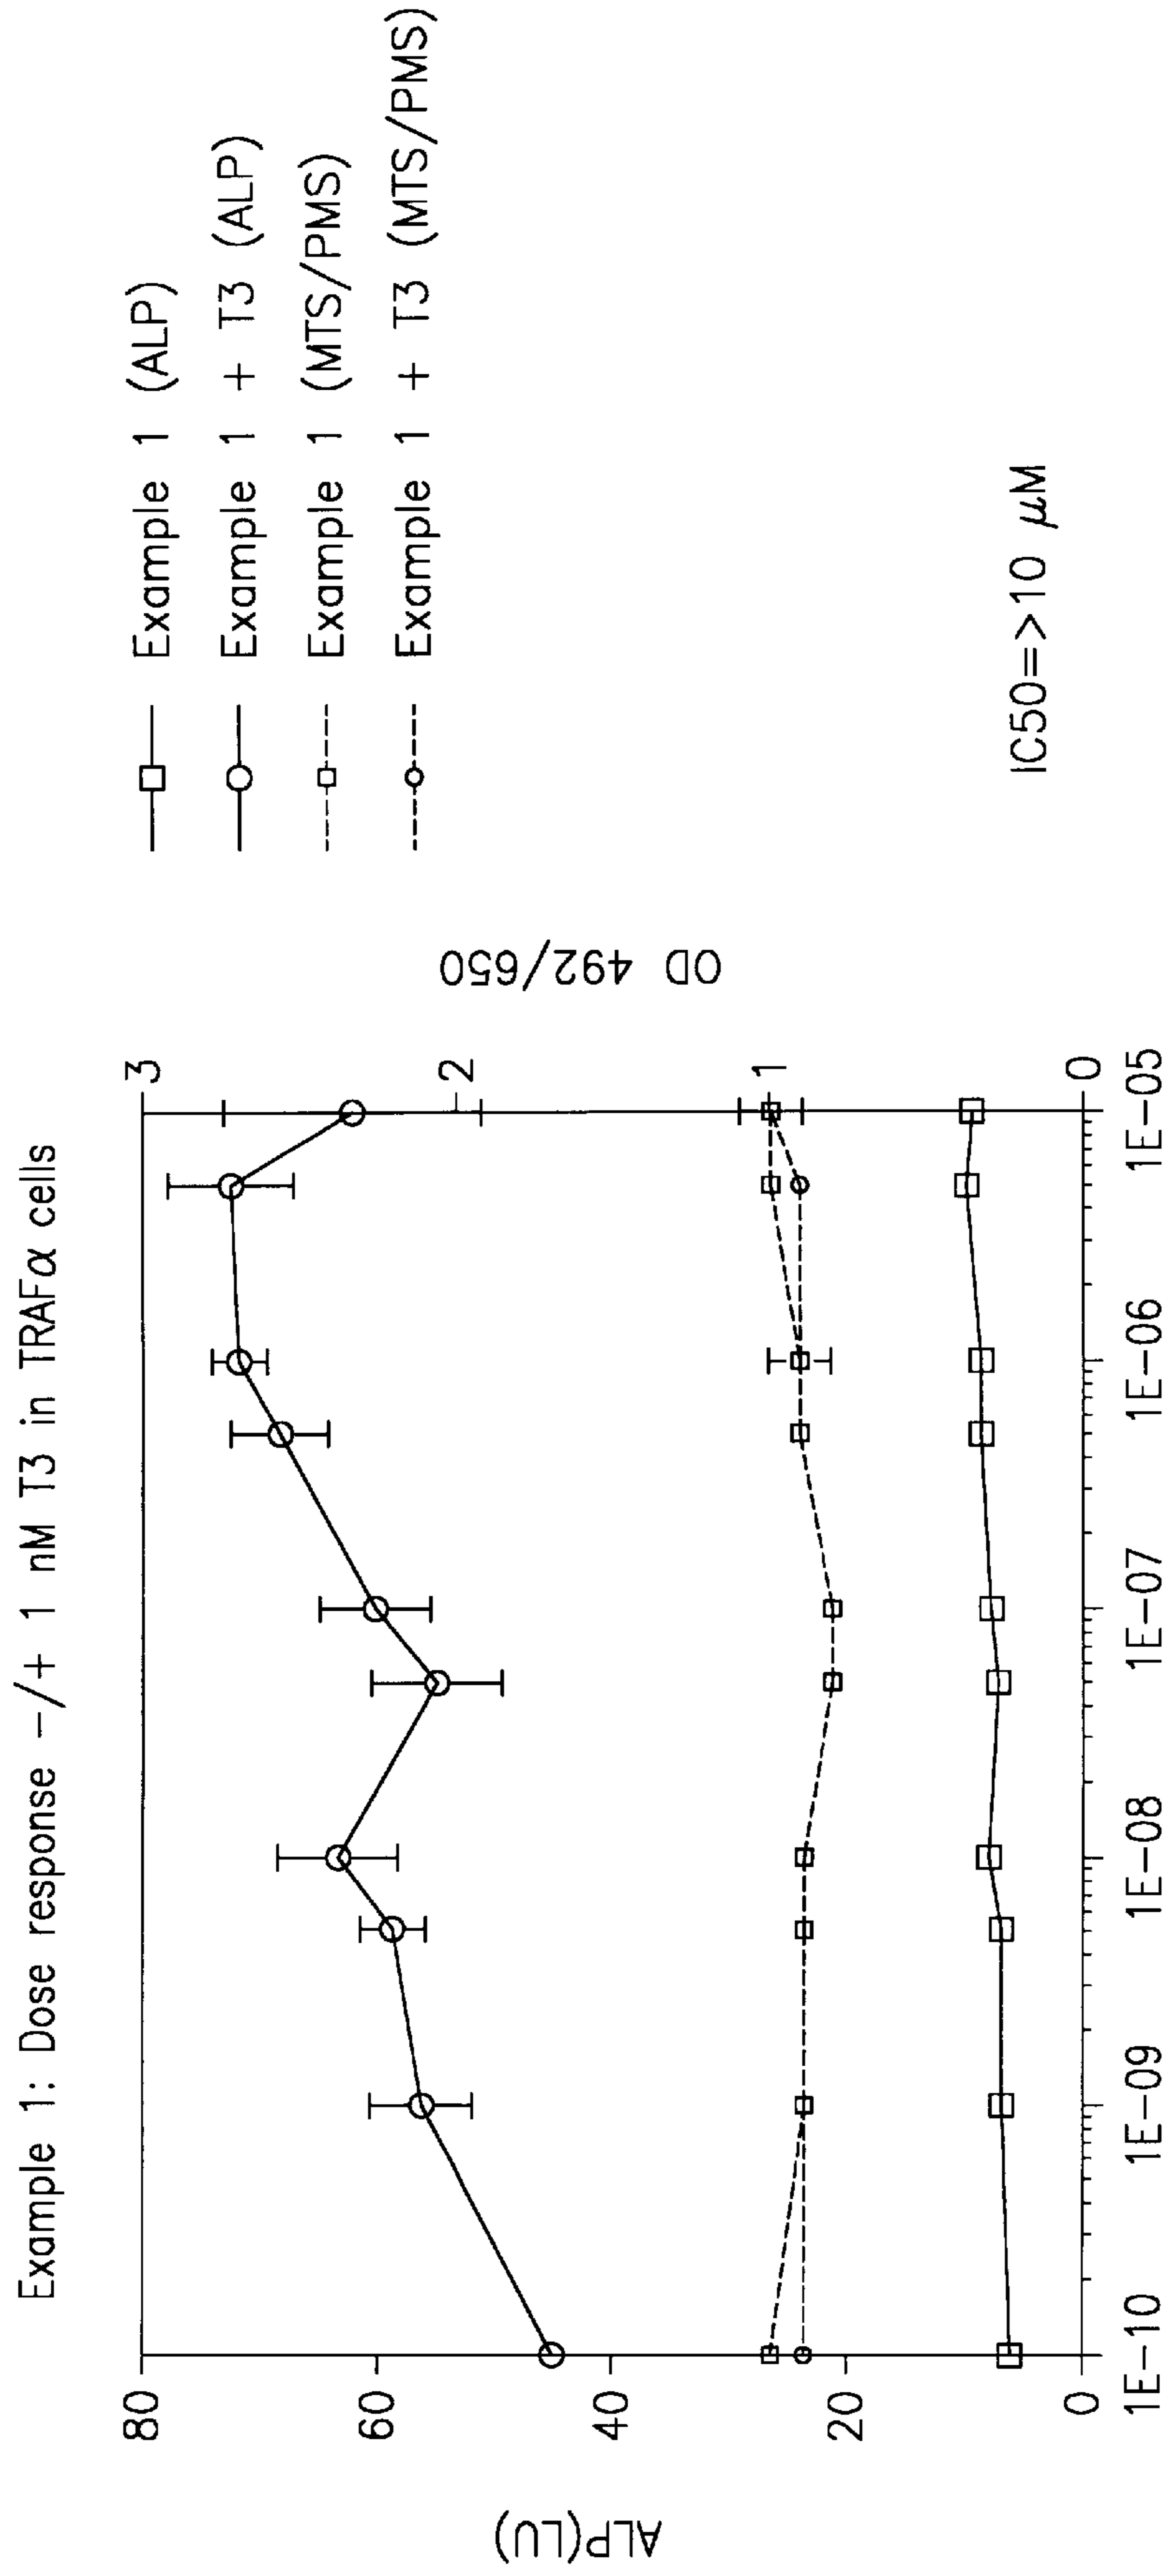 Example 1: Dose response −/+ 1 nM T3 in TRAFα cells
ALP(LU)
80
60
40
20
0
1E−10
1E−09
1E−08
1E−07
1E−06
1E−05
3
2
1
0
OD 492/650
Example 1 (ALP)
Example 1 + T3 (ALP)
Example 1 (MTS/PMS)
Example 1 + T3 (MTS/PMS)
IC50=>10 μM